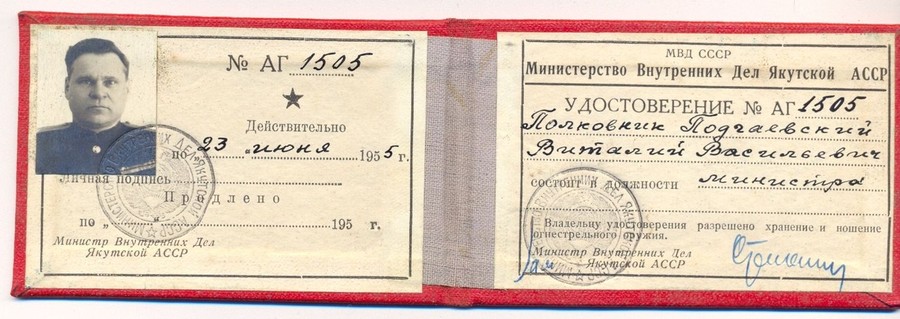 № АГ 1505
Действительно
по 23 " июня 1955 г.
Личная подпись
Продлено
по „ " 195 г.
Министр Внутренних Дел
Якутской АССР
МВД СССР
Министерство Внутренних Дел Якутской АССР
УДОСТОВЕРЕНИЕ № АГ 1505
Полковник Подгаевский
Виталий Васильевич
состоит в должности министра
Владельцу удостоверения разрешено хранение и ношение
огнестрельного оружия.
Министр Внутренних Дел
Якутской АССР